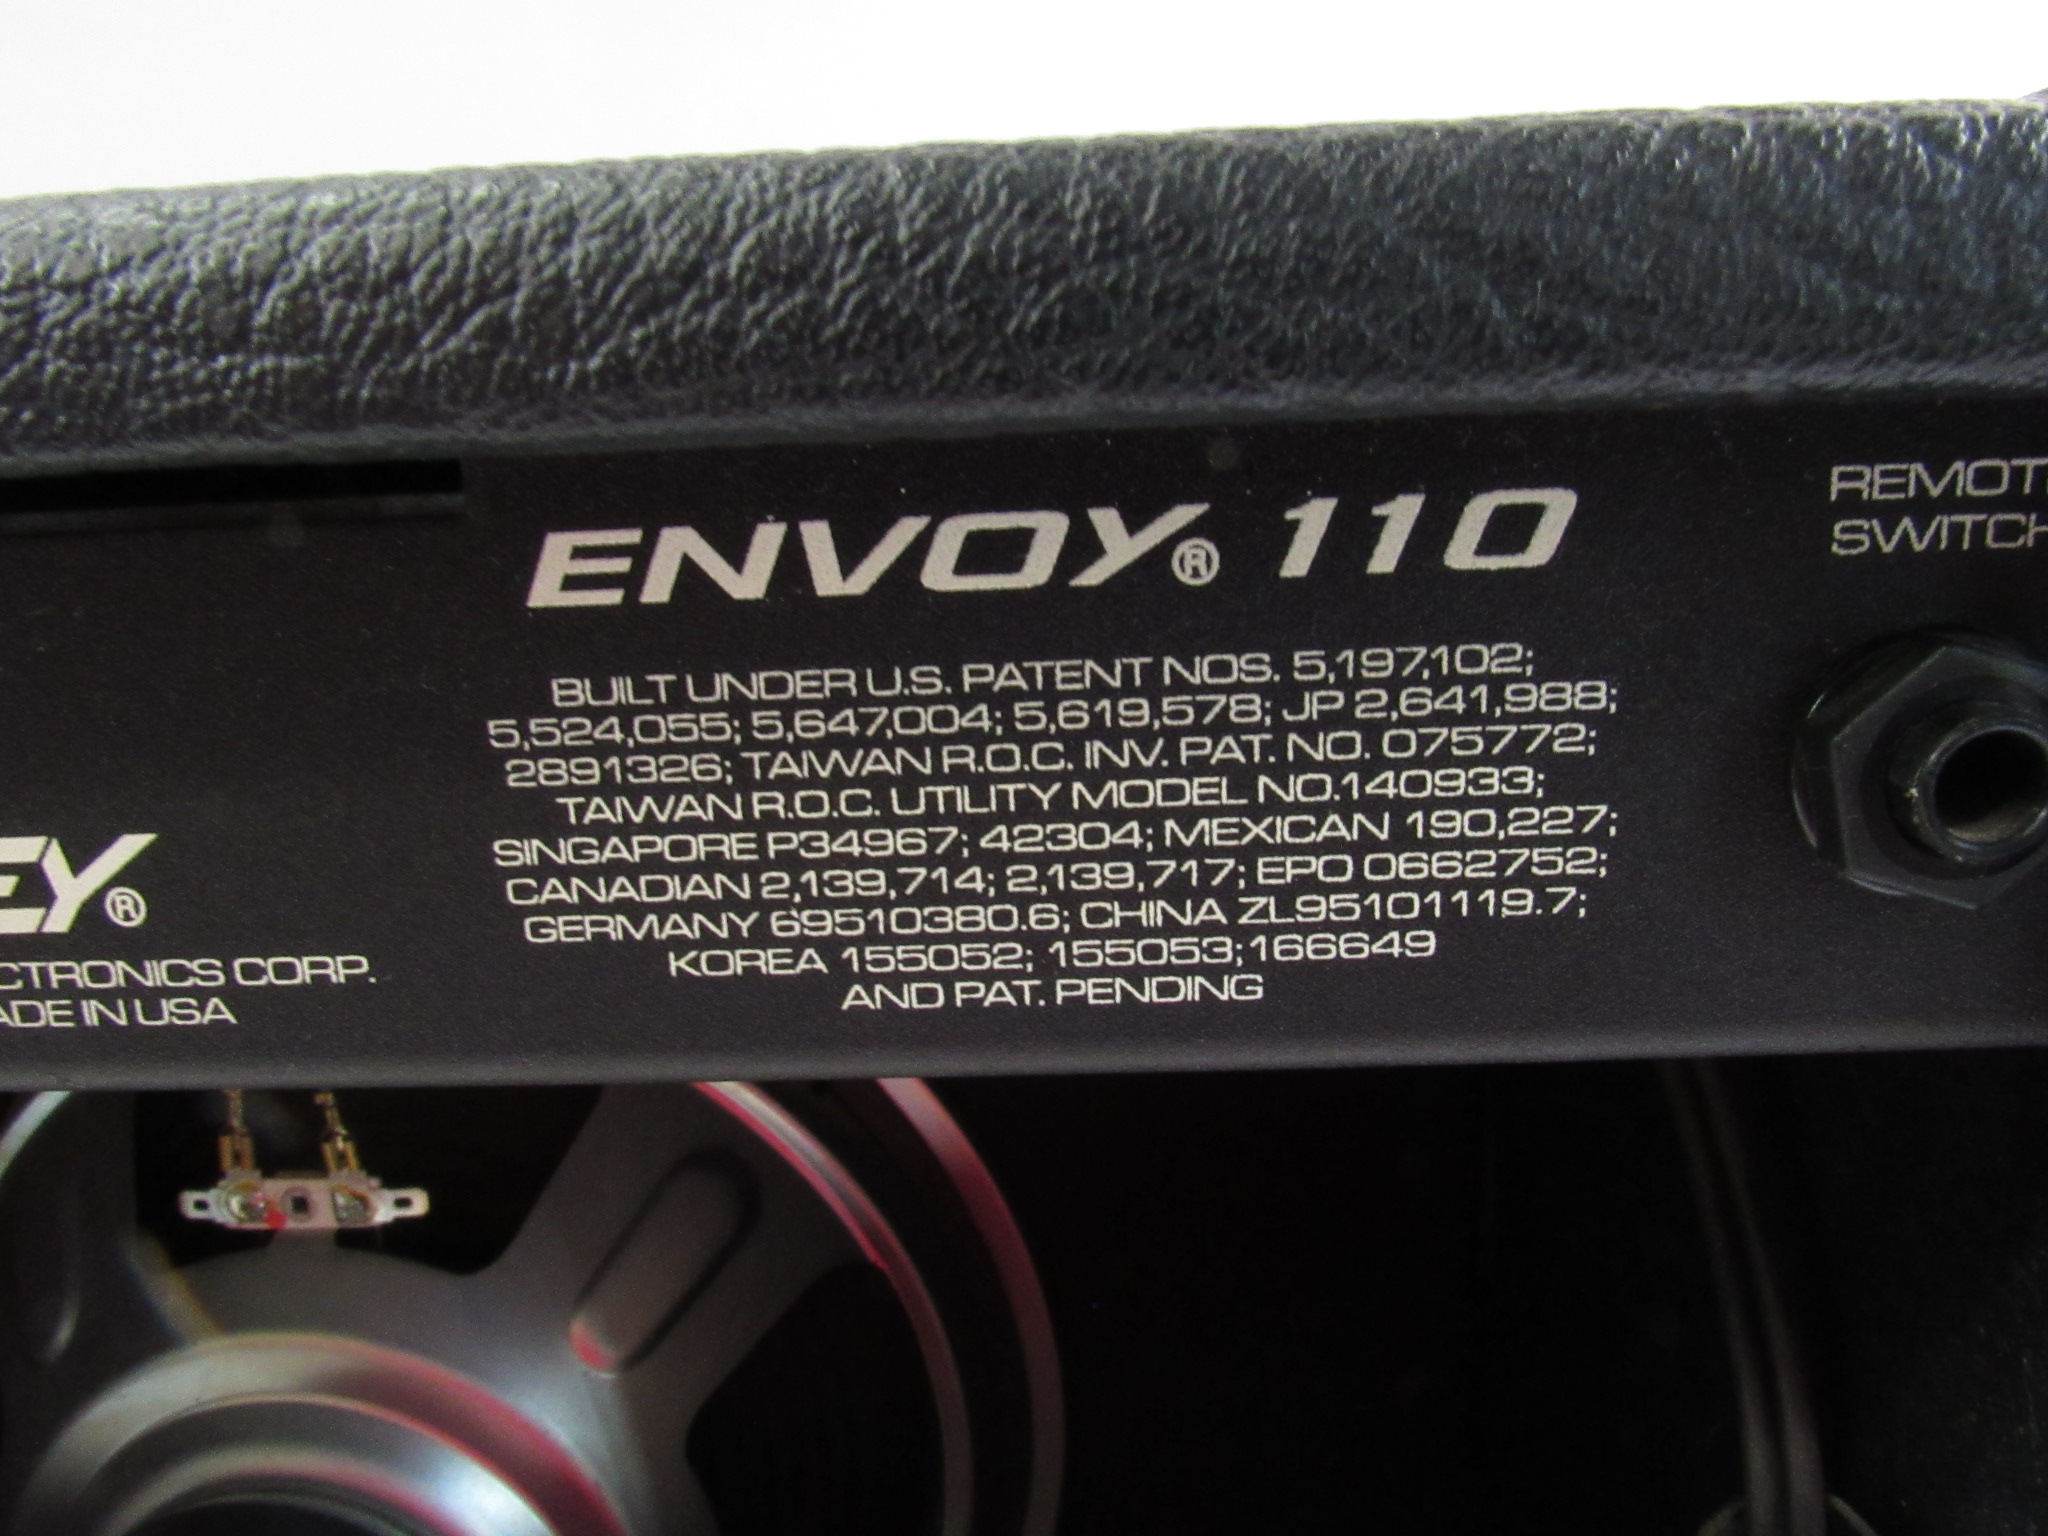 ENVOY® 110
REMOT
SWITCH
BUILT UNDER U.S. PATENT NOS. 5,197,102;
5,524,055; 5,647,004; 5,619,578; JP 2,641,988;
2891326; TAIWAN R.O.C. INV. PAT. NO. 075772;
TAIWAN R.O.C. UTILITY MODEL NO.140933;
SINGAPORE P34967; 42304; MEXICAN 190,227;
CANADIAN 2,139,714; 2,139,717; EPO 0662752;
GERMANY 69510380.6; CHINA ZL95101119.7;
KOREA 155052; 155053;166649
AND PAT. PENDING
EY®
CTRONICS CORP.
ADE IN USA